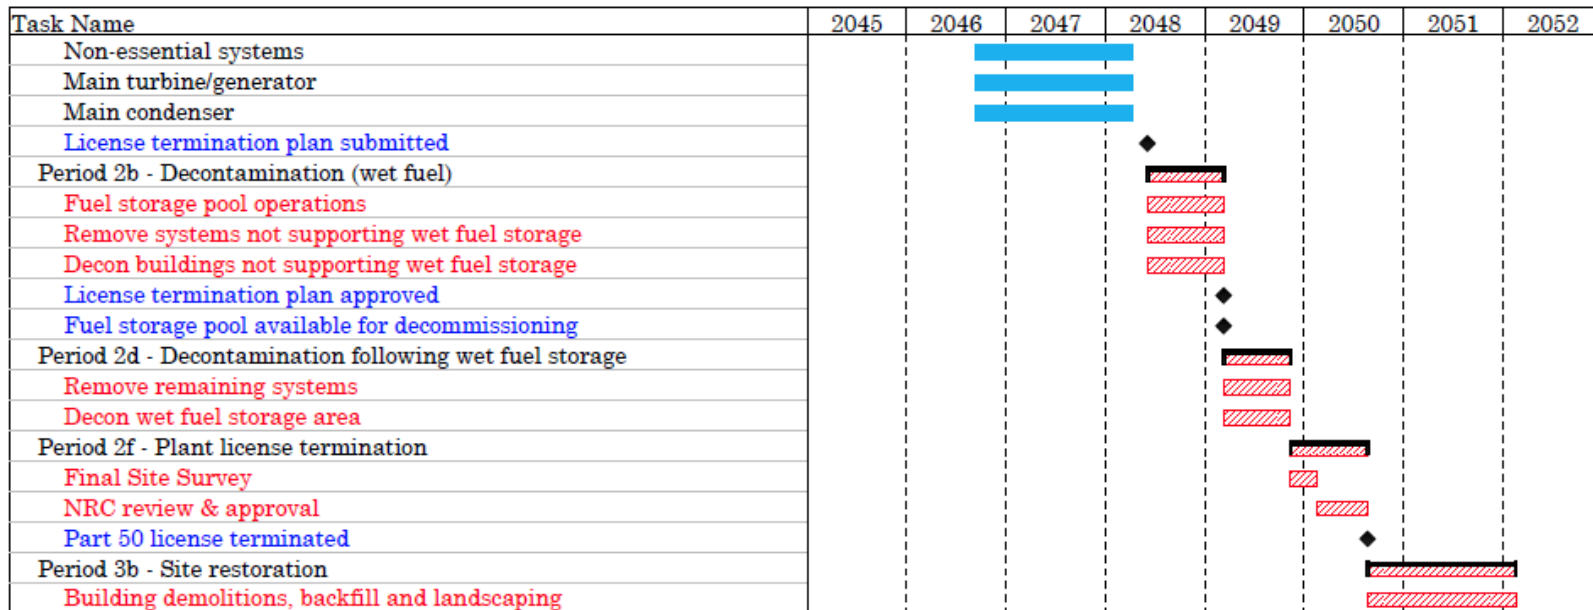 Task Name 2045 2046 2047 2048 2049 2050 2051 2052
Non-essential systems
Main turbine/generator
Main condenser
License termination plan submitted
Period 2b - Decontamination (wet fuel)
Fuel storage pool operations
Remove systems not supporting wet fuel storage
Decon buildings not supporting wet fuel storage
License termination plan approved
Fuel storage pool available for decommissioning
Period 2d - Decontamination following wet fuel storage
Remove remaining systems
Decon wet fuel storage area
Period 2f - Plant license termination
Final Site Survey
NRC review & approval
Part 50 license terminated
Period 3b - Site restoration
Building demolitions, backfill and landscaping